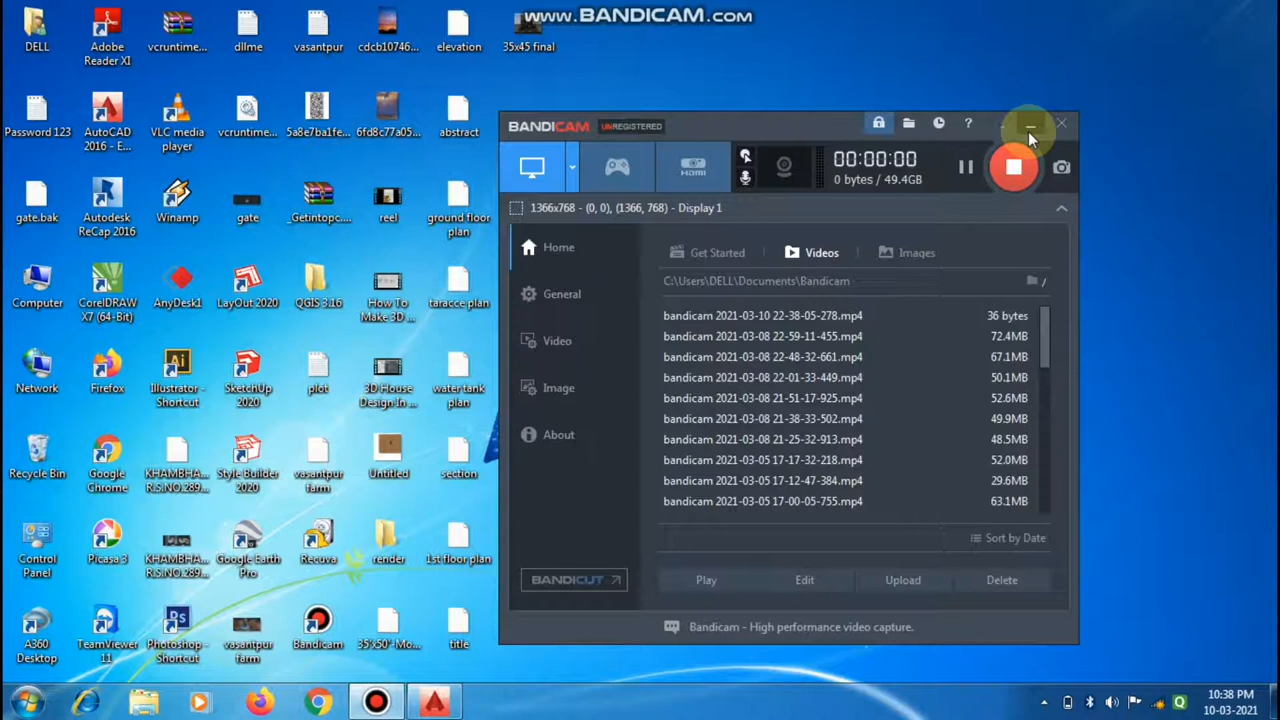 www.BANDICAM.com
DELL
Adobe Reader XI
vcruntime...
dllme
vasantpur
cdcb10746...
elevation
35x45 final
Password 123
AutoCAD 2016 - E...
VLC media player
vcruntime...
5a8e7ba1fe...
6fd8c77a05...
abstract
gate.bak
Autodesk ReCap 2016
Winamp
gate
_Getintopc....
reel
ground floor plan
Computer
CorelDRAW X7 (64-Bit)
AnyDesk1
LayOut 2020
QGIS 3.16
How To Make 3D ...
taracce plan
Network
Firefox
Illustrator - Shortcut
SketchUp 2020
plot
3D House Design In ...
water tank plan
Recycle Bin
Google Chrome
KHAMBHA... R.S.NO.289...
Style Builder 2020
vasantpur farm
Untitled
section
Control Panel
Picasa 3
KHAMBHA... R.S.NO.289...
Google Earth Pro
Recuva
render
1st floor plan
A360 Desktop
TeamViewer 11
Photoshop - Shortcut
vasantpur farm
Bandicam
35'x50'- Mo...
title
BANDICAM UNREGISTERED
?
HDMI
00:00:00
0 bytes / 49.4GB
1366x768 - (0, 0), (1366, 768) - Display 1
Home
General
Video
Image
About
BANDICUT
Get Started
Videos
Images
C:\Users\DELL\Documents\Bandicam
/
bandicam 2021-03-10 22-38-05-278.mp4 36 bytes
bandicam 2021-03-08 22-59-11-455.mp4 72.4MB
bandicam 2021-03-08 22-48-32-661.mp4 67.1MB
bandicam 2021-03-08 22-01-33-449.mp4 50.1MB
bandicam 2021-03-08 21-51-17-925.mp4 52.6MB
bandicam 2021-03-08 21-38-33-502.mp4 49.9MB
bandicam 2021-03-08 21-25-32-913.mp4 48.5MB
bandicam 2021-03-05 17-17-32-218.mp4 52.0MB
bandicam 2021-03-05 17-12-47-384.mp4 29.6MB
bandicam 2021-03-05 17-00-05-755.mp4 63.1MB
Sort by Date
Play Edit Upload Delete
Bandicam - High performance video capture.
10:38 PM
10-03-2021